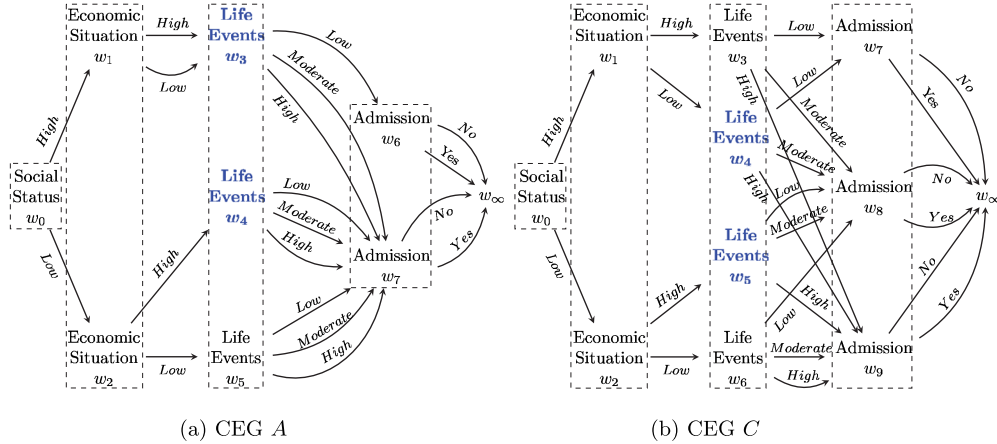 Economic
Situation
w1
High
Low
Life
Events
w3
Low
Moderate
High
Admission
w6
No
Yes
High
Social
Status
w0
Low
Life
Events
w4
Low
Moderate
High
No
Yes
w∞
Admission
w7
High
Economic
Situation
w2
Low
Life
Events
w5
Low
Moderate
High
(a) CEG A
Economic
Situation
w1
High
Low
Life
Events
w3
Low
High
Moderate
Admission
w7
No
Yes
High
Social
Status
w0
Low
Life
Events
w4
Low
Moderate
High
Admission
w8
No
Yes
w∞
Life
Events
w5
Low
Moderate
High
High
Economic
Situation
w2
Low
Life
Events
w6
Low
Moderate
High
Admission
w9
No
Yes
(b) CEG C